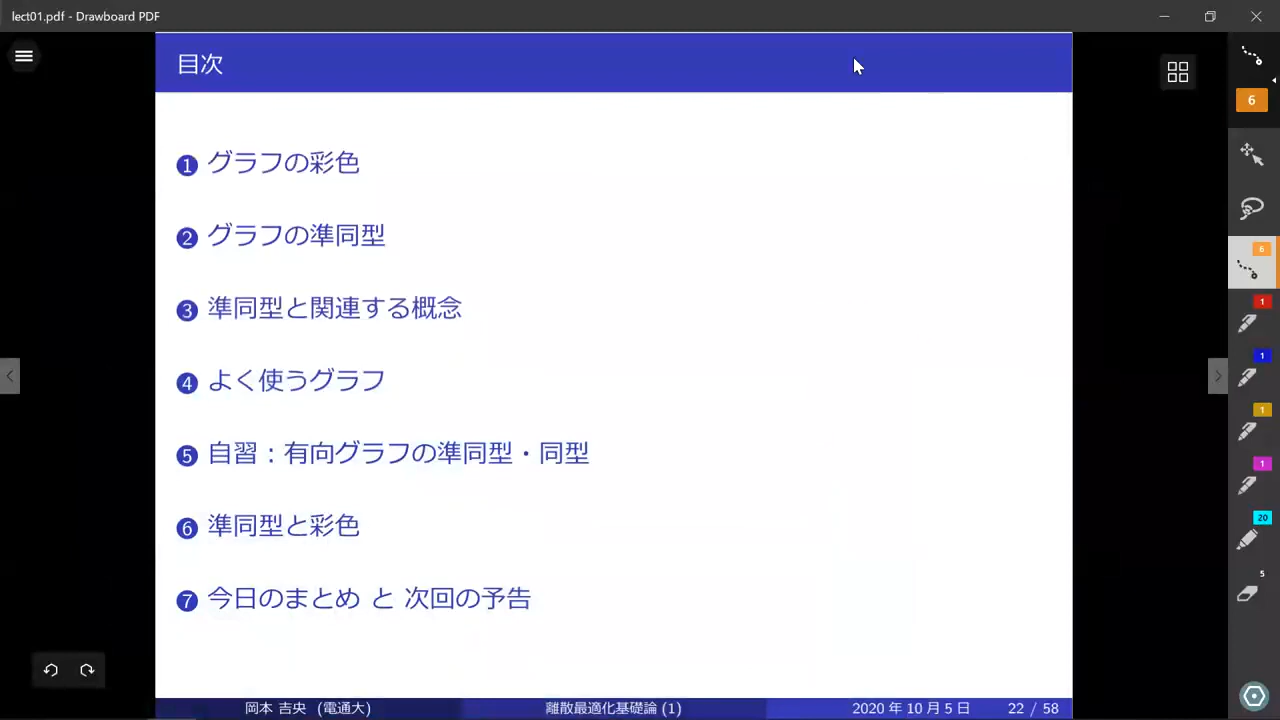 lect01.pdf - Drawboard PDF
目次
6
1 グラフの彩色
2 グラフの準同型
3 準同型と関連する概念
4 よく使うグラフ
5 自習：有向グラフの準同型・同型
6 準同型と彩色
7 今日のまとめ と 次回の予告
6
1
1
1
1
20
5
岡本 吉央 (電通大)
離散最適化基礎論 (1)
2020 年 10 月 5 日
22 / 58